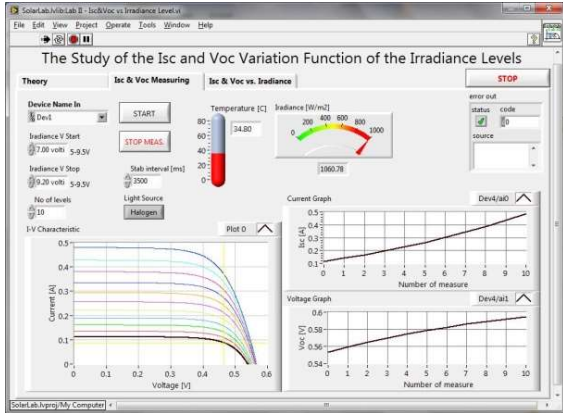 SolarLab.lvlib:Lab II - Isc&Voc vs Irradiance Level.vi
File Edit View Project Operate Tools Window Help
The Study of the Isc and Voc Variation Function of the Irradiance Levels
Theory
Isc & Voc Measuring
Isc & Voc vs. Iradiance
STOP
Device Name In
Dev1
START
Iradiance V Start
7.00 volti 5-9.5V
STOP MEAS.
Iradiance V Stop
9.20 volti 5-9.5V
Stab interval [ms]
3500
No of levels
10
Light Source
Halogen
Temperature [C]
80
60
40
20
0
34.80
Iradiance [W/m2]
0 200 400 600 800 1000
1060.78
error out
status code
0
source
I-V Characteristic
Plot 0
Current [A]
0.5
0.4
0.3
0.2
0.1
0
0 0.1 0.2 0.3 0.4 0.5 0.6
Voltage [V]
Current Graph
Dev4/ai0
Isc [A]
0.5
0.4
0.3
0.2
0.1
0 1 2 3 4 5 6 7 8 9 10
Number of measure
Voltage Graph
Dev4/ai1
Voc [V]
0.6
0.58
0.56
0.54
0 1 2 3 4 5 6 7 8 9 10
Number of measure
SolarLab.lvproj/My Computer